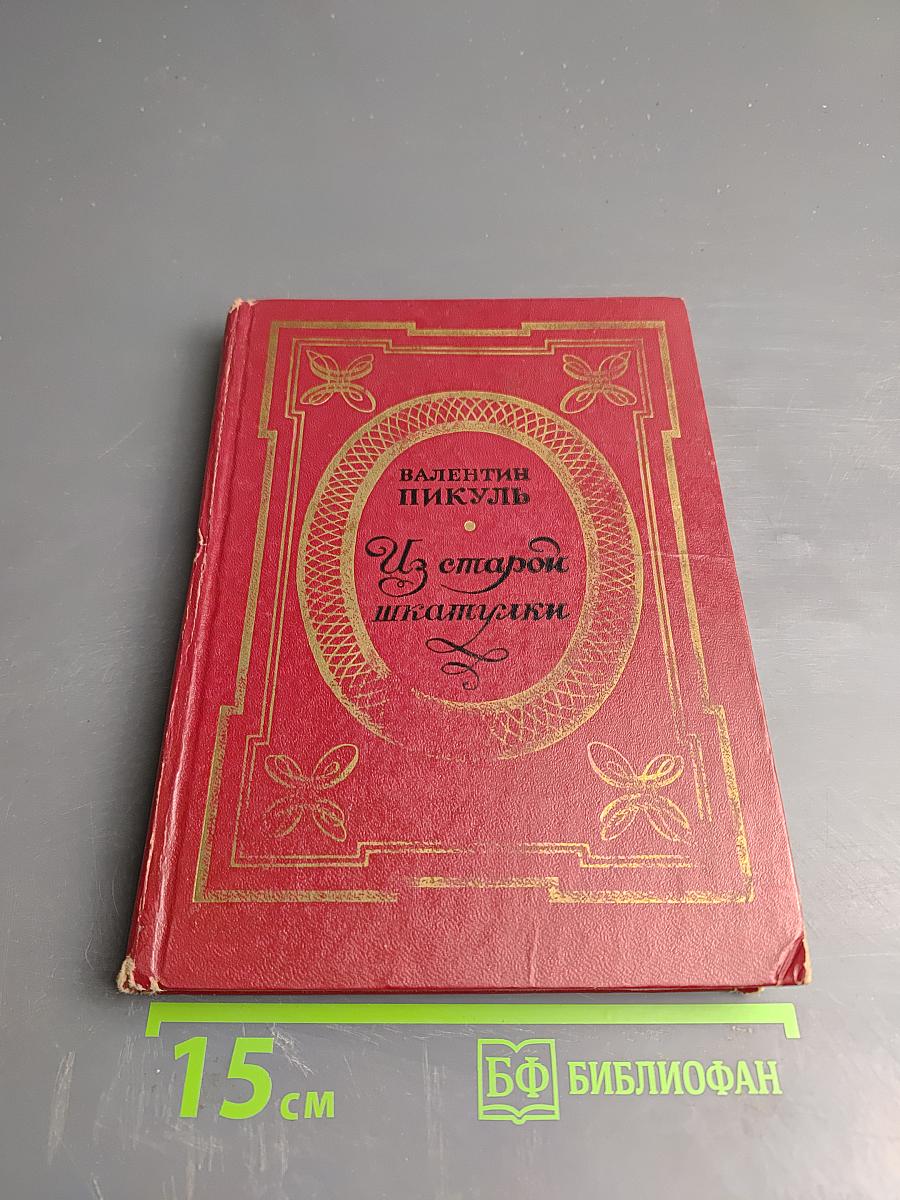 ВАЛЕНТИН
ПИКУЛЬ
Из старой
шкатулки
15 см
БФ БИБЛИОФАН